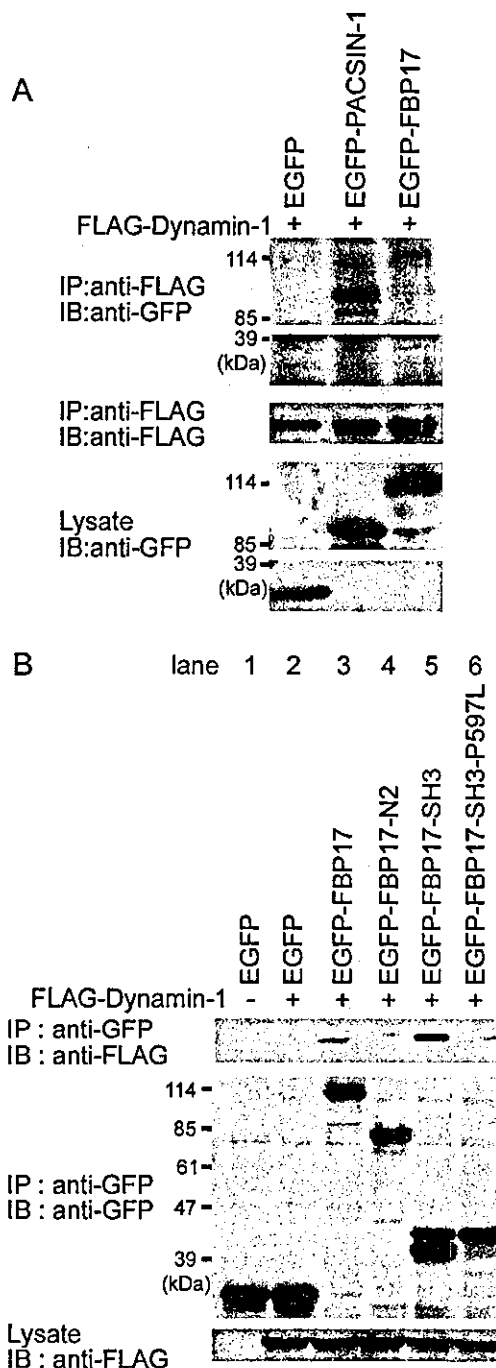 A
EGFP
EGFP-PACSIN-1
EGFP-FBP17
FLAG-Dynamin-1 + + +
114
IP:anti-FLAG
IB:anti-GFP
85
39
(kDa)
IP:anti-FLAG
IB:anti-FLAG
114
Lysate
IB:anti-GFP
85
39
(kDa)
B
lane 1 2 3 4 5 6
EGFP
EGFP
EGFP-FBP17
EGFP-FBP17-N2
EGFP-FBP17-SH3
EGFP-FBP17-SH3-P597L
FLAG-Dynamin-1 - + + + + +
IP : anti-GFP
IB : anti-FLAG
114
85
61
IP : anti-GFP
IB : anti-GFP
47
39
(kDa)
Lysate
IB : anti-FLAG